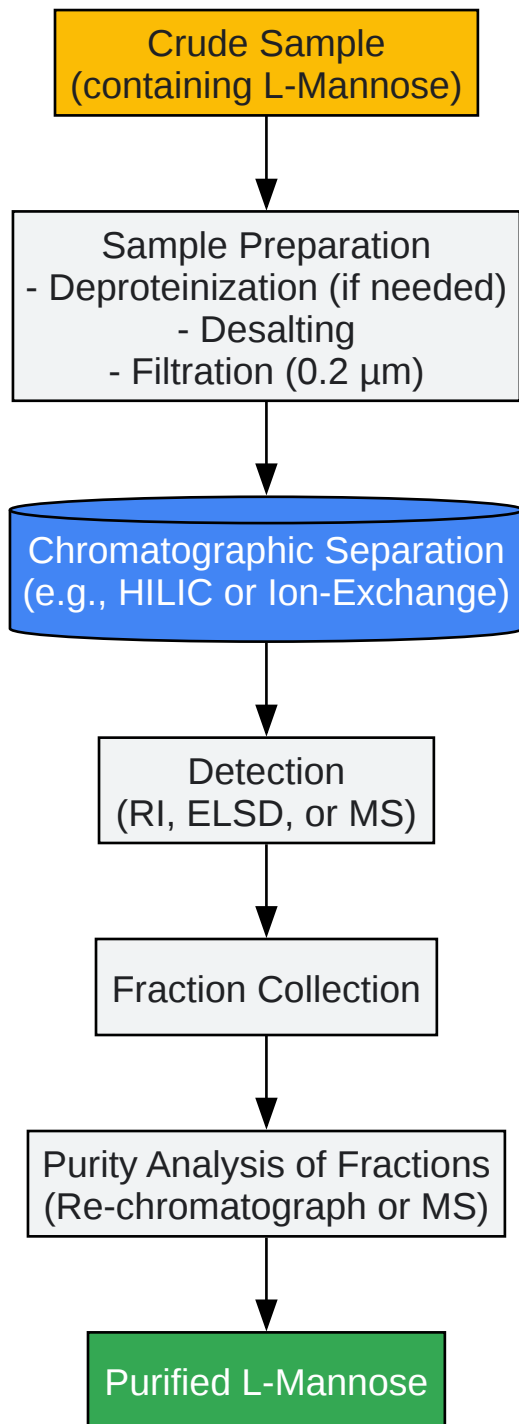 Crude Sample
(containing L-Mannose)
Sample Preparation
- Deproteinization (if needed)
- Desalting
- Filtration (0.2 µm)
Chromatographic Separation
(e.g., HILIC or Ion-Exchange)
Detection
(RI, ELSD, or MS)
Fraction Collection
Purity Analysis of Fractions
(Re-chromatograph or MS)
Purified L-Mannose